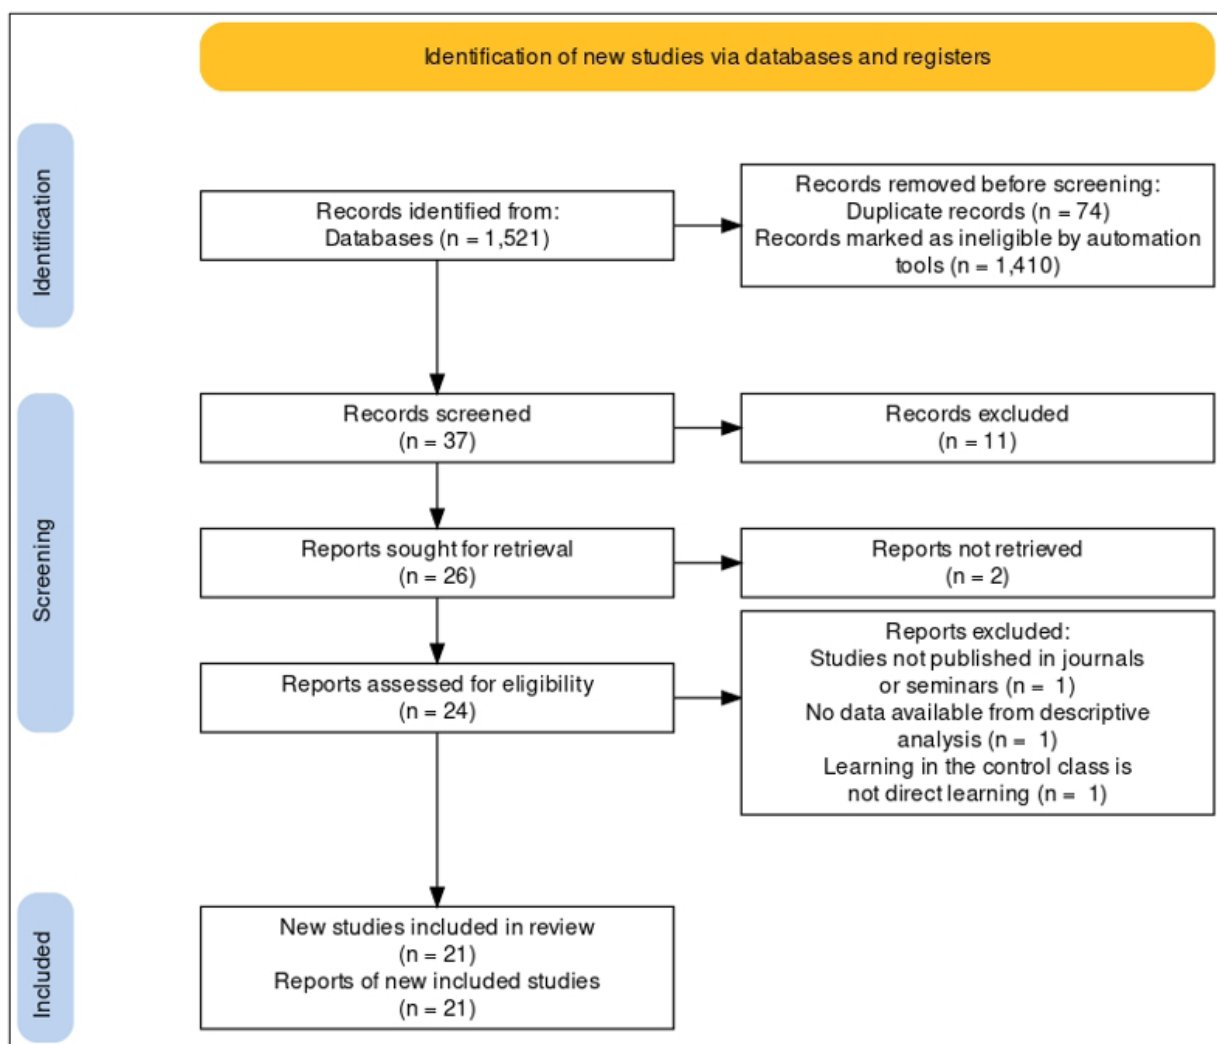 Identification of new studies via databases and registers
Identification
Records identified from:
Databases (n = 1,521)
Records removed before screening:
Duplicate records (n = 74)
Records marked as ineligible by automation
tools (n = 1,410)
Screening
Records screened
(n = 37)
Records excluded
(n = 11)
Reports sought for retrieval
(n = 26)
Reports not retrieved
(n = 2)
Reports assessed for eligibility
(n = 24)
Reports excluded:
Studies not published in journals
or seminars (n = 1)
No data available from descriptive
analysis (n = 1)
Learning in the control class is
not direct learning (n = 1)
Included
New studies included in review
(n = 21)
Reports of new included studies
(n = 21)